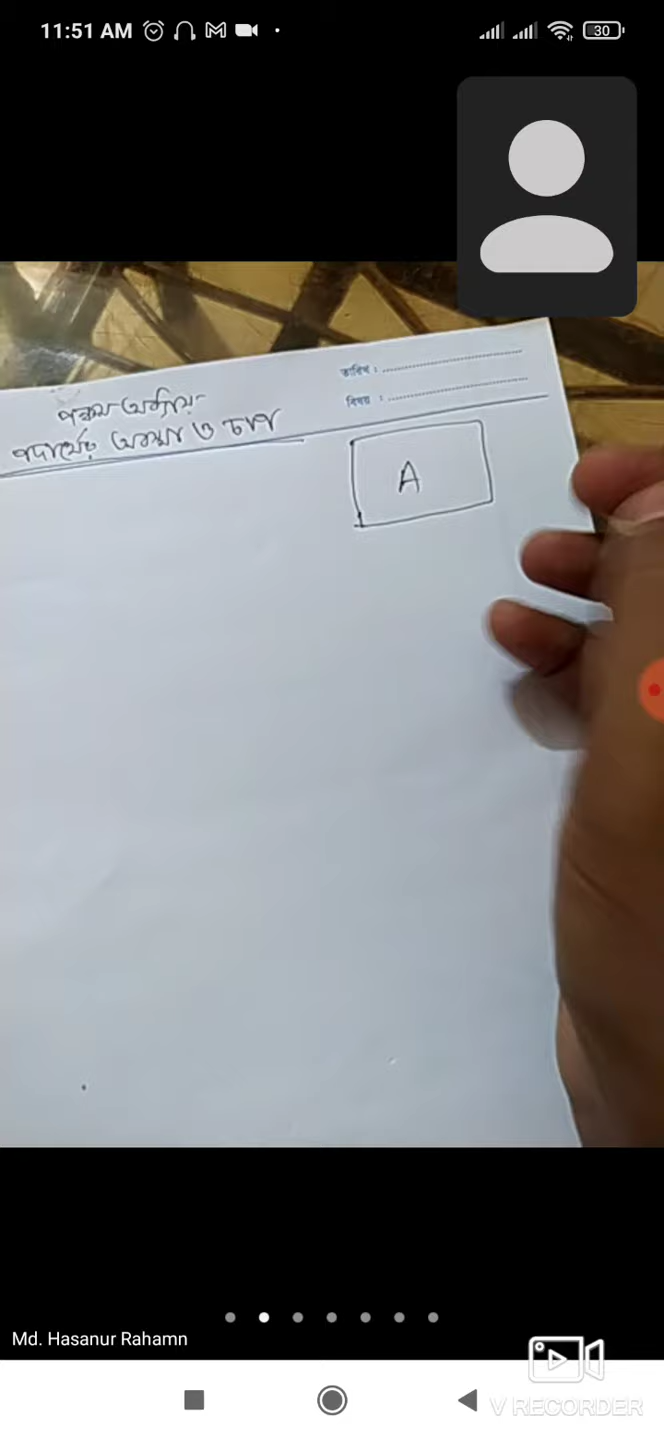 11:51 AM
30
তারিখ :
বিষয় :
পঞ্চম অধ্যায়-
পদার্থের অবস্থা ও চাপ
A
Md. Hasanur Rahamn
V RECORDER